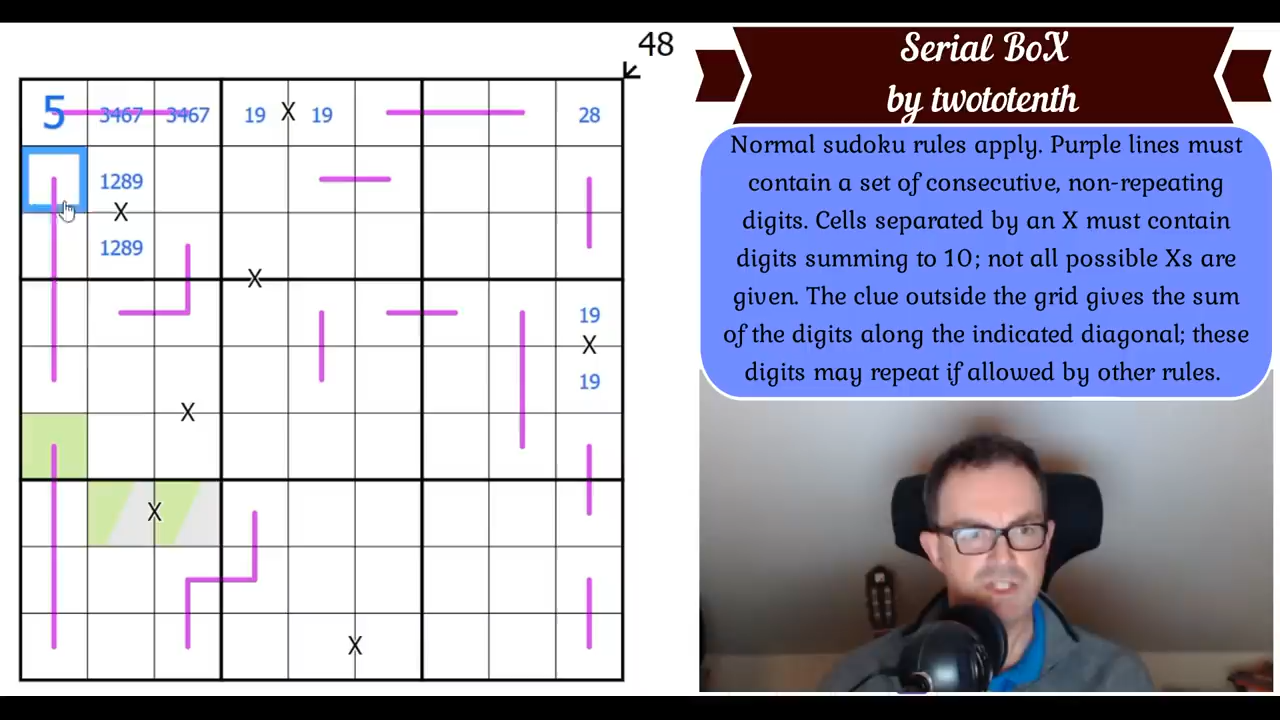 48
Serial BoX
by twototenth
Normal sudoku rules apply. Purple lines must
contain a set of consecutive, non-repeating
digits. Cells separated by an X must contain
digits summing to 10; not all possible Xs are
given. The clue outside the grid gives the sum
of the digits along the indicated diagonal; these
digits may repeat if allowed by other rules.
5 3467 3467 19 X 19 28
1289
X
1289
X
19
X
19
X
X
X